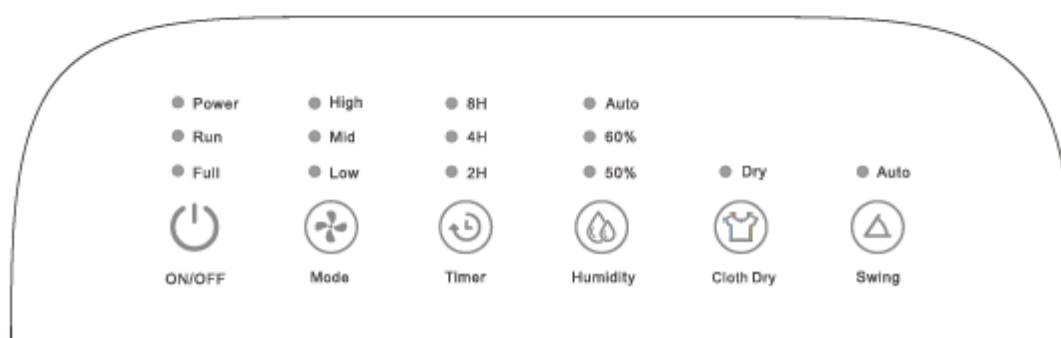 Power High 8H Auto
Run Mid 4H 60%
Full Low 2H 50% Dry Auto
ON/OFF Mode Timer Humidity Cloth Dry Swing